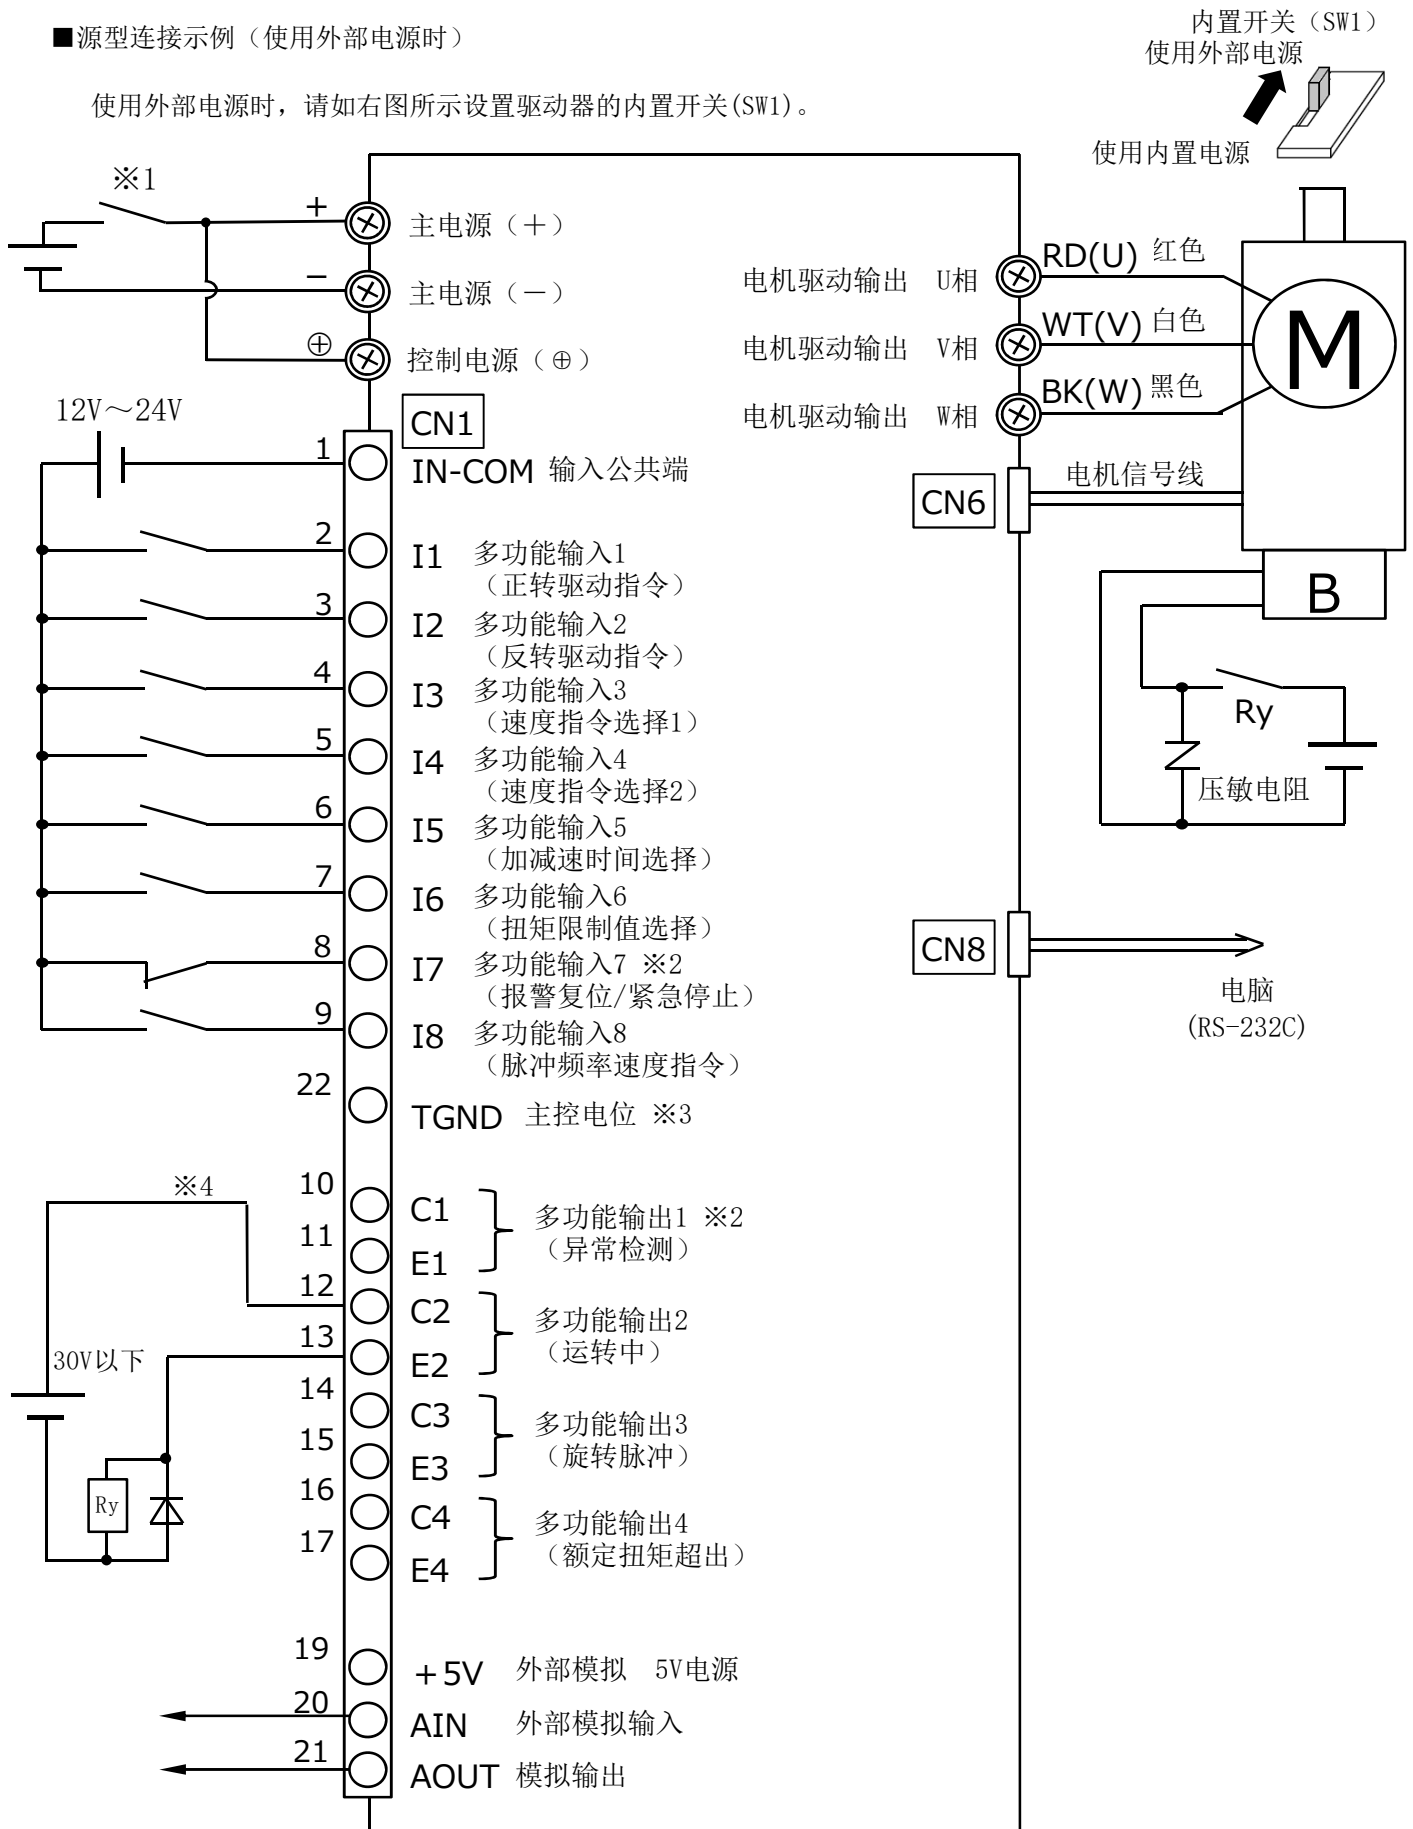 ■源型连接示例（使用外部电源时）
内置开关（SW1）
使用外部电源
使用外部电源时，请如右图所示设置驱动器的内置开关(SW1)。
使用内置电源
※1
+
主电源（＋）
−
主电源（－）
⊕
控制电源（⊕）
电机驱动输出 U相
RD(U) 红色
电机驱动输出 V相
WT(V) 白色
电机驱动输出 W相
BK(W) 黑色
M
12V～24V
CN1
1
IN-COM 输入公共端
CN6
电机信号线
B
2
I1 多功能输入1
（正转驱动指令）
3
I2 多功能输入2
（反转驱动指令）
4
I3 多功能输入3
（速度指令选择1）
5
I4 多功能输入4
（速度指令选择2）
6
I5 多功能输入5
（加减速时间选择）
7
I6 多功能输入6
（扭矩限制值选择）
8
I7 多功能输入7 ※2
（报警复位/紧急停止）
9
I8 多功能输入8
（脉冲频率速度指令）
22
TGND 主控电位 ※3
Ry
压敏电阻
CN8
电脑
(RS-232C)
※4
10
C1
11
E1
多功能输出1 ※2
（异常检测）
12
C2
13
E2
多功能输出2
（运转中）
30V以下
14
C3
15
E3
多功能输出3
（旋转脉冲）
16
C4
17
E4
多功能输出4
（额定扭矩超出）
Ry
19
+5V 外部模拟 5V电源
20
AIN 外部模拟输入
21
AOUT 模拟输出